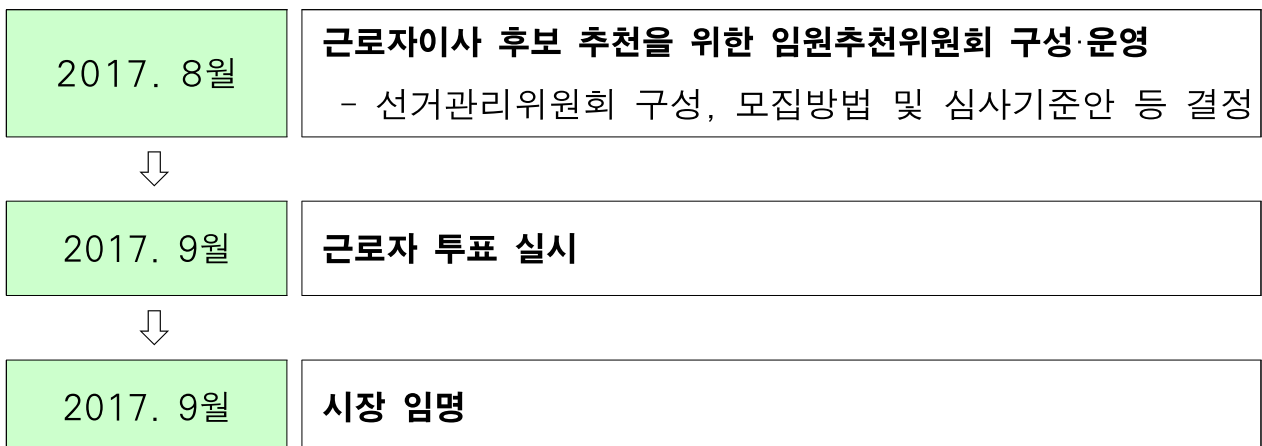 2017. 8월
근로자이사 후보 추천을 위한 임원추천위원회 구성·운영
- 선거관리위원회 구성, 모집방법 및 심사기준안 등 결정
2017. 9월
근로자 투표 실시
2017. 9월
시장 임명